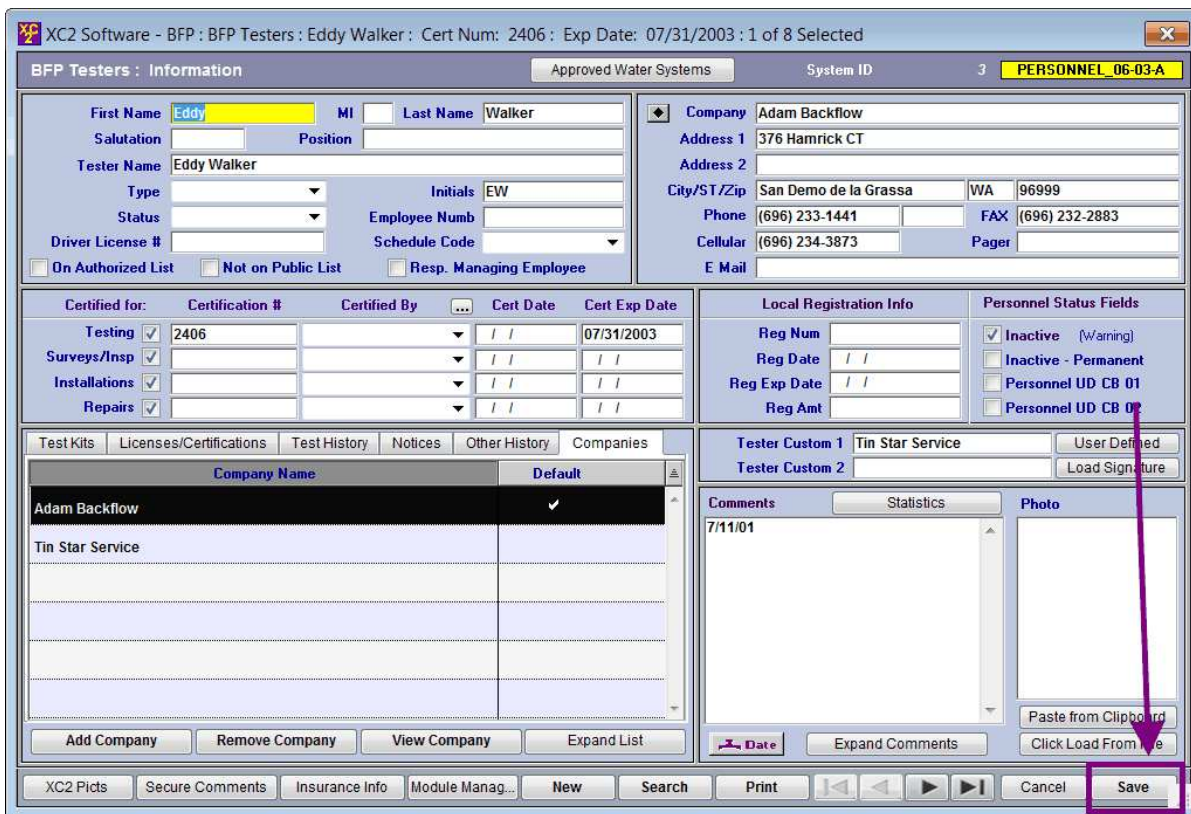 XC2 Software - BFP : BFP Testers : Eddy Walker : Cert Num: 2406 : Exp Date: 07/31/2003 : 1 of 8 Selected
BFP Testers : Information
Approved Water Systems
System ID 3 PERSONNEL_06-03-A
First Name Eddy MI Last Name Walker
Salutation Position
Tester Name Eddy Walker
Type Initials EW
Status Employee Numb
Driver License # Schedule Code
On Authorized List Not on Public List Resp. Managing Employee
Company Adam Backflow
Address 1 376 Hamrick CT
Address 2
City/ST/Zip San Demo de la Grassa WA 96999
Phone (696) 233-1441 FAX (696) 232-2883
Cellular (696) 234-3873 Pager
E Mail
Certified for: Certification # Certified By ... Cert Date Cert Exp Date
Testing 2406 / / 07/31/2003
Surveys/Insp / / / /
Installations / / / /
Repairs / / / /
Local Registration Info
Reg Num
Reg Date / /
Reg Exp Date / /
Reg Amt
Personnel Status Fields
Inactive (Warning)
Inactive - Permanent
Personnel UD CB 01
Personnel UD CB 02
Test Kits Licenses/Certifications Test History Notices Other History Companies
Company Name Default
Adam Backflow
Tin Star Service
Add Company Remove Company View Company Expand List
Tester Custom 1 Tin Star Service User Defined
Tester Custom 2 Load Signature
Comments Statistics Photo
7/11/01
Paste from Clipboard
Date Expand Comments Click Load From File
XC2 Picts Secure Comments Insurance Info Module Manag... New Search Print Cancel Save